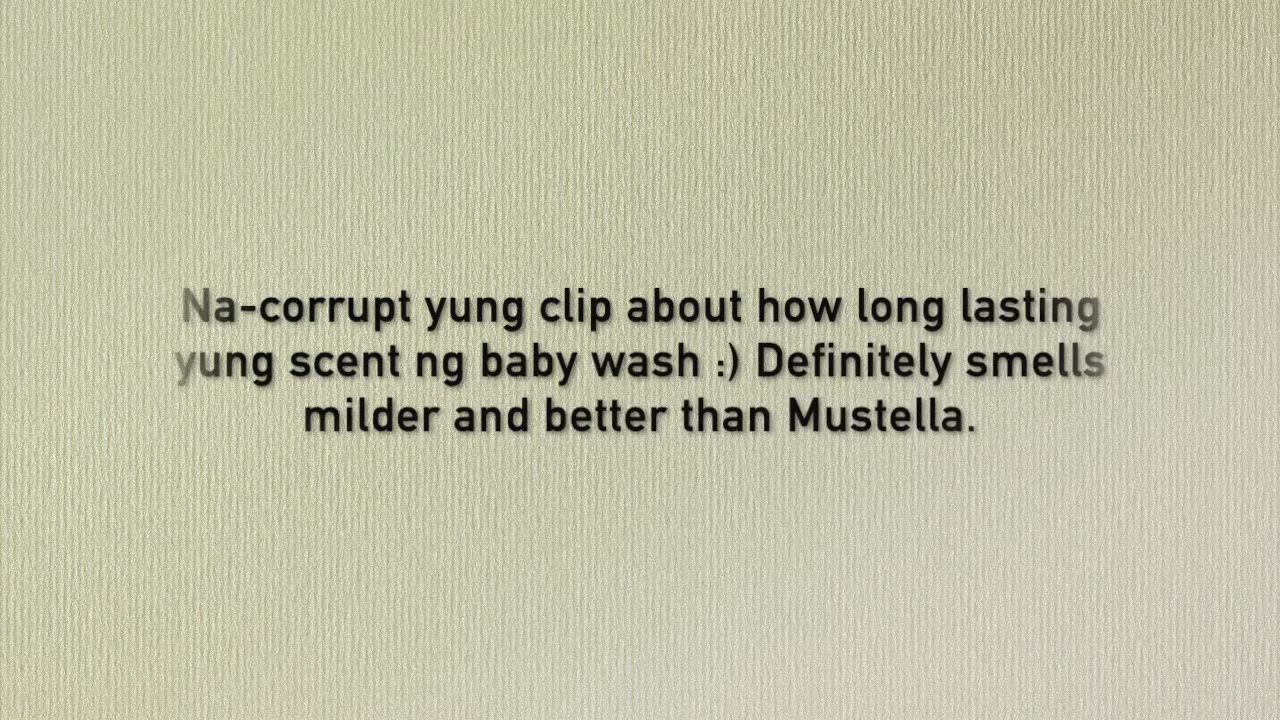 Na-corrupt yung clip about how long lasting
yung scent ng baby wash :) Definitely smells
milder and better than Mustella.